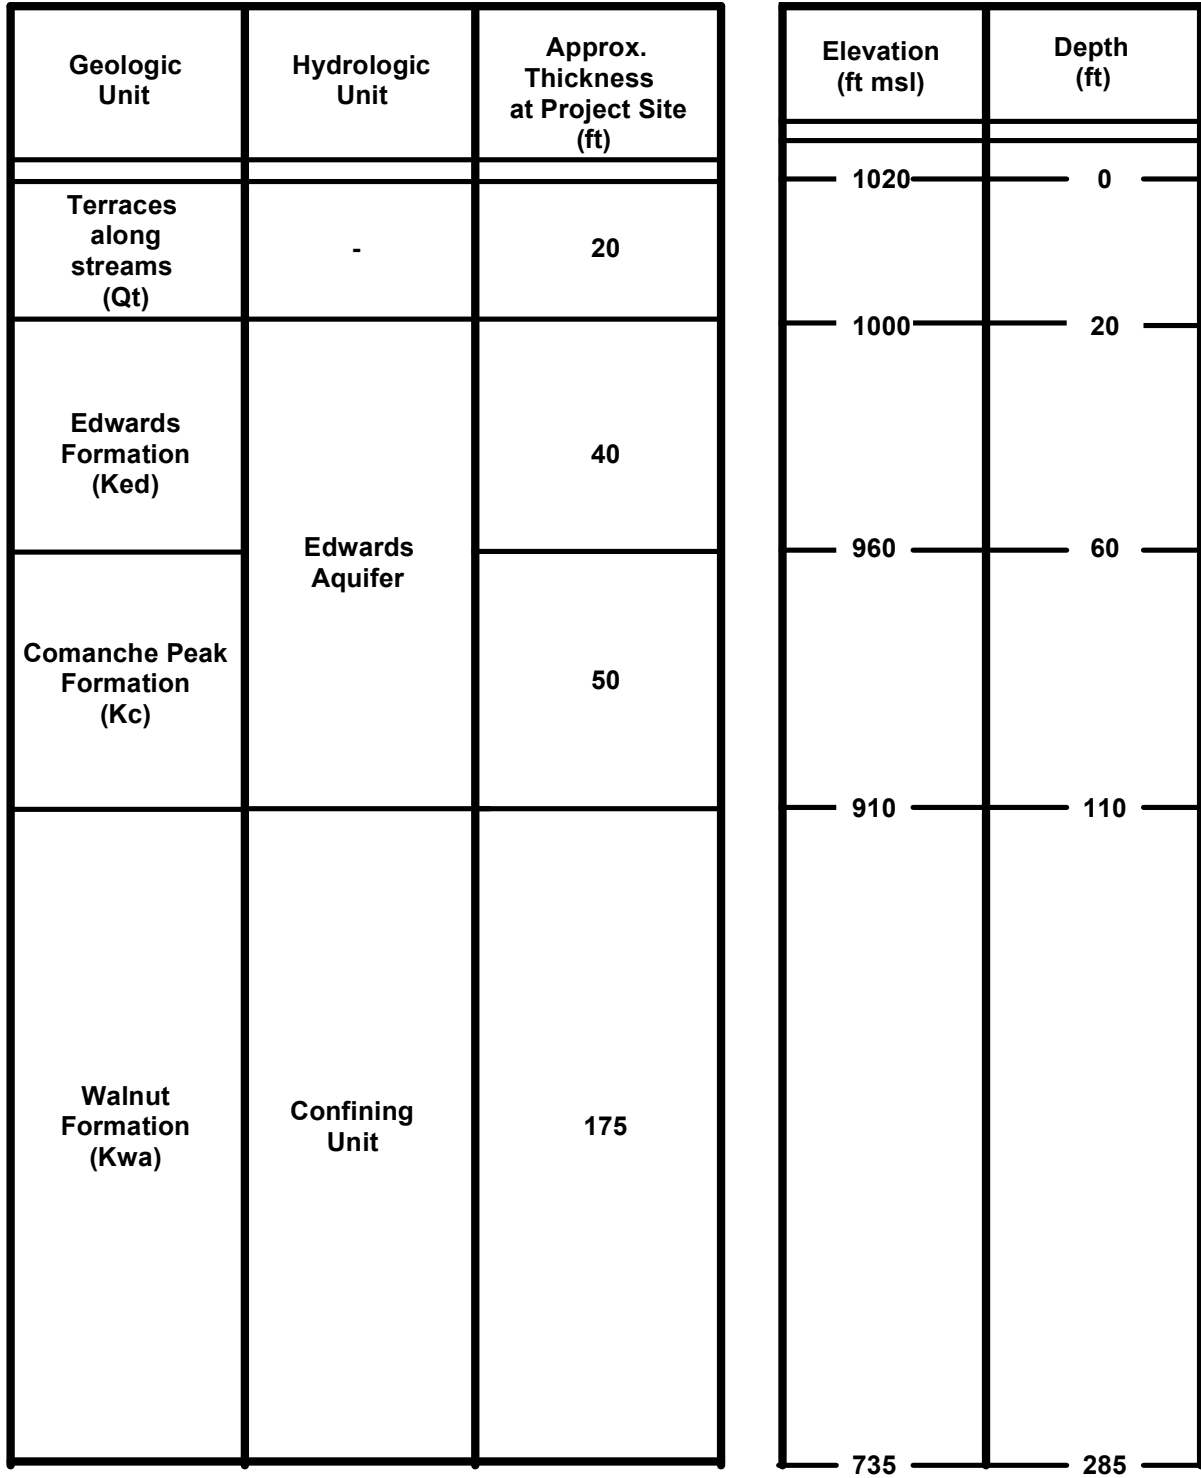 Geologic
Unit
Hydrologic
Unit
Approx.
Thickness
at Project Site
(ft)
Elevation
(ft msl)
Depth
(ft)
1020
0
Terraces
along
streams
(Qt)
-
20
1000
20
Edwards
Formation
(Ked)
Edwards
Aquifer
40
960
60
Comanche Peak
Formation
(Kc)
50
910
110
Walnut
Formation
(Kwa)
Confining
Unit
175
735
285